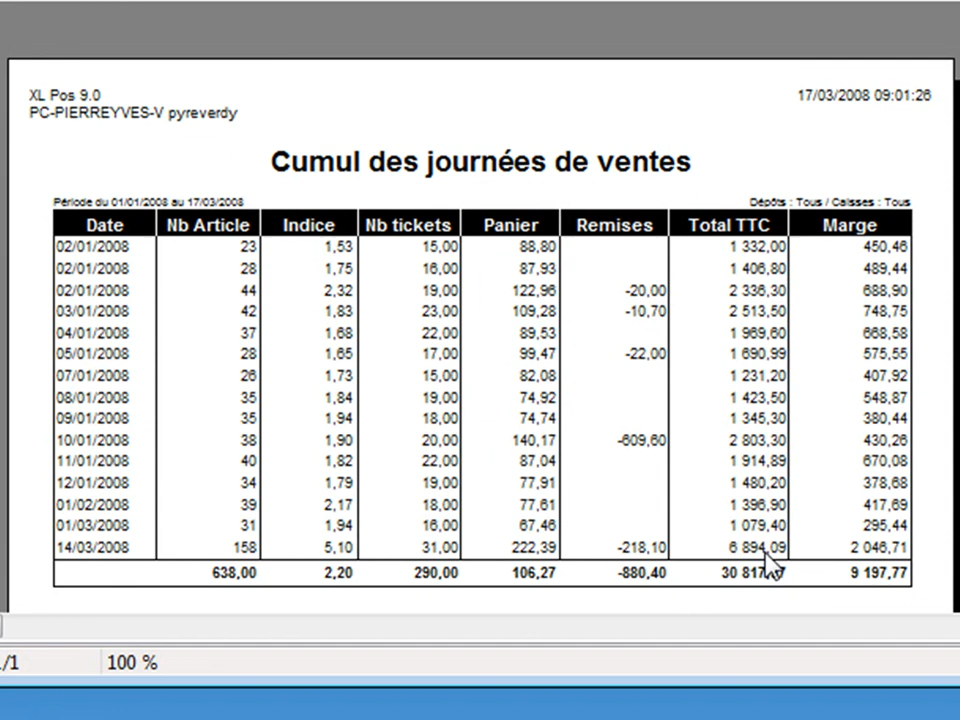 XL Pos 9.0
17/03/2008 09:01:26
PC-PIERREYVES-V pyreverdy
Cumul des journées de ventes
Période du 01/01/2008 au 17/03/2008
Dépôts : Tous / Caisses : Tous
Date Nb Article Indice Nb tickets Panier Remises Total TTC Marge
02/01/2008 23 1,53 15,00 88,80 1 332,00 450,46
02/01/2008 28 1,75 16,00 87,93 1 406,80 489,44
02/01/2008 44 2,32 19,00 122,96 -20,00 2 336,30 688,90
03/01/2008 42 1,83 23,00 109,28 -10,70 2 513,50 748,75
04/01/2008 37 1,68 22,00 89,53 1 969,60 668,58
05/01/2008 28 1,65 17,00 99,47 -22,00 1 690,99 575,55
07/01/2008 26 1,73 15,00 82,08 1 231,20 407,92
08/01/2008 35 1,84 19,00 74,92 1 423,50 548,87
09/01/2008 35 1,94 18,00 74,74 1 345,30 380,44
10/01/2008 38 1,90 20,00 140,17 -609,60 2 803,30 430,26
11/01/2008 40 1,82 22,00 87,04 1 914,89 670,08
12/01/2008 34 1,79 19,00 77,91 1 480,20 378,68
01/02/2008 39 2,17 18,00 77,61 1 396,90 417,69
01/03/2008 31 1,94 16,00 67,46 1 079,40 295,44
14/03/2008 158 5,10 31,00 222,39 -218,10 6 894,09 2 046,71
638,00 2,20 290,00 106,27 -880,40 9 197,77
/1 100 %